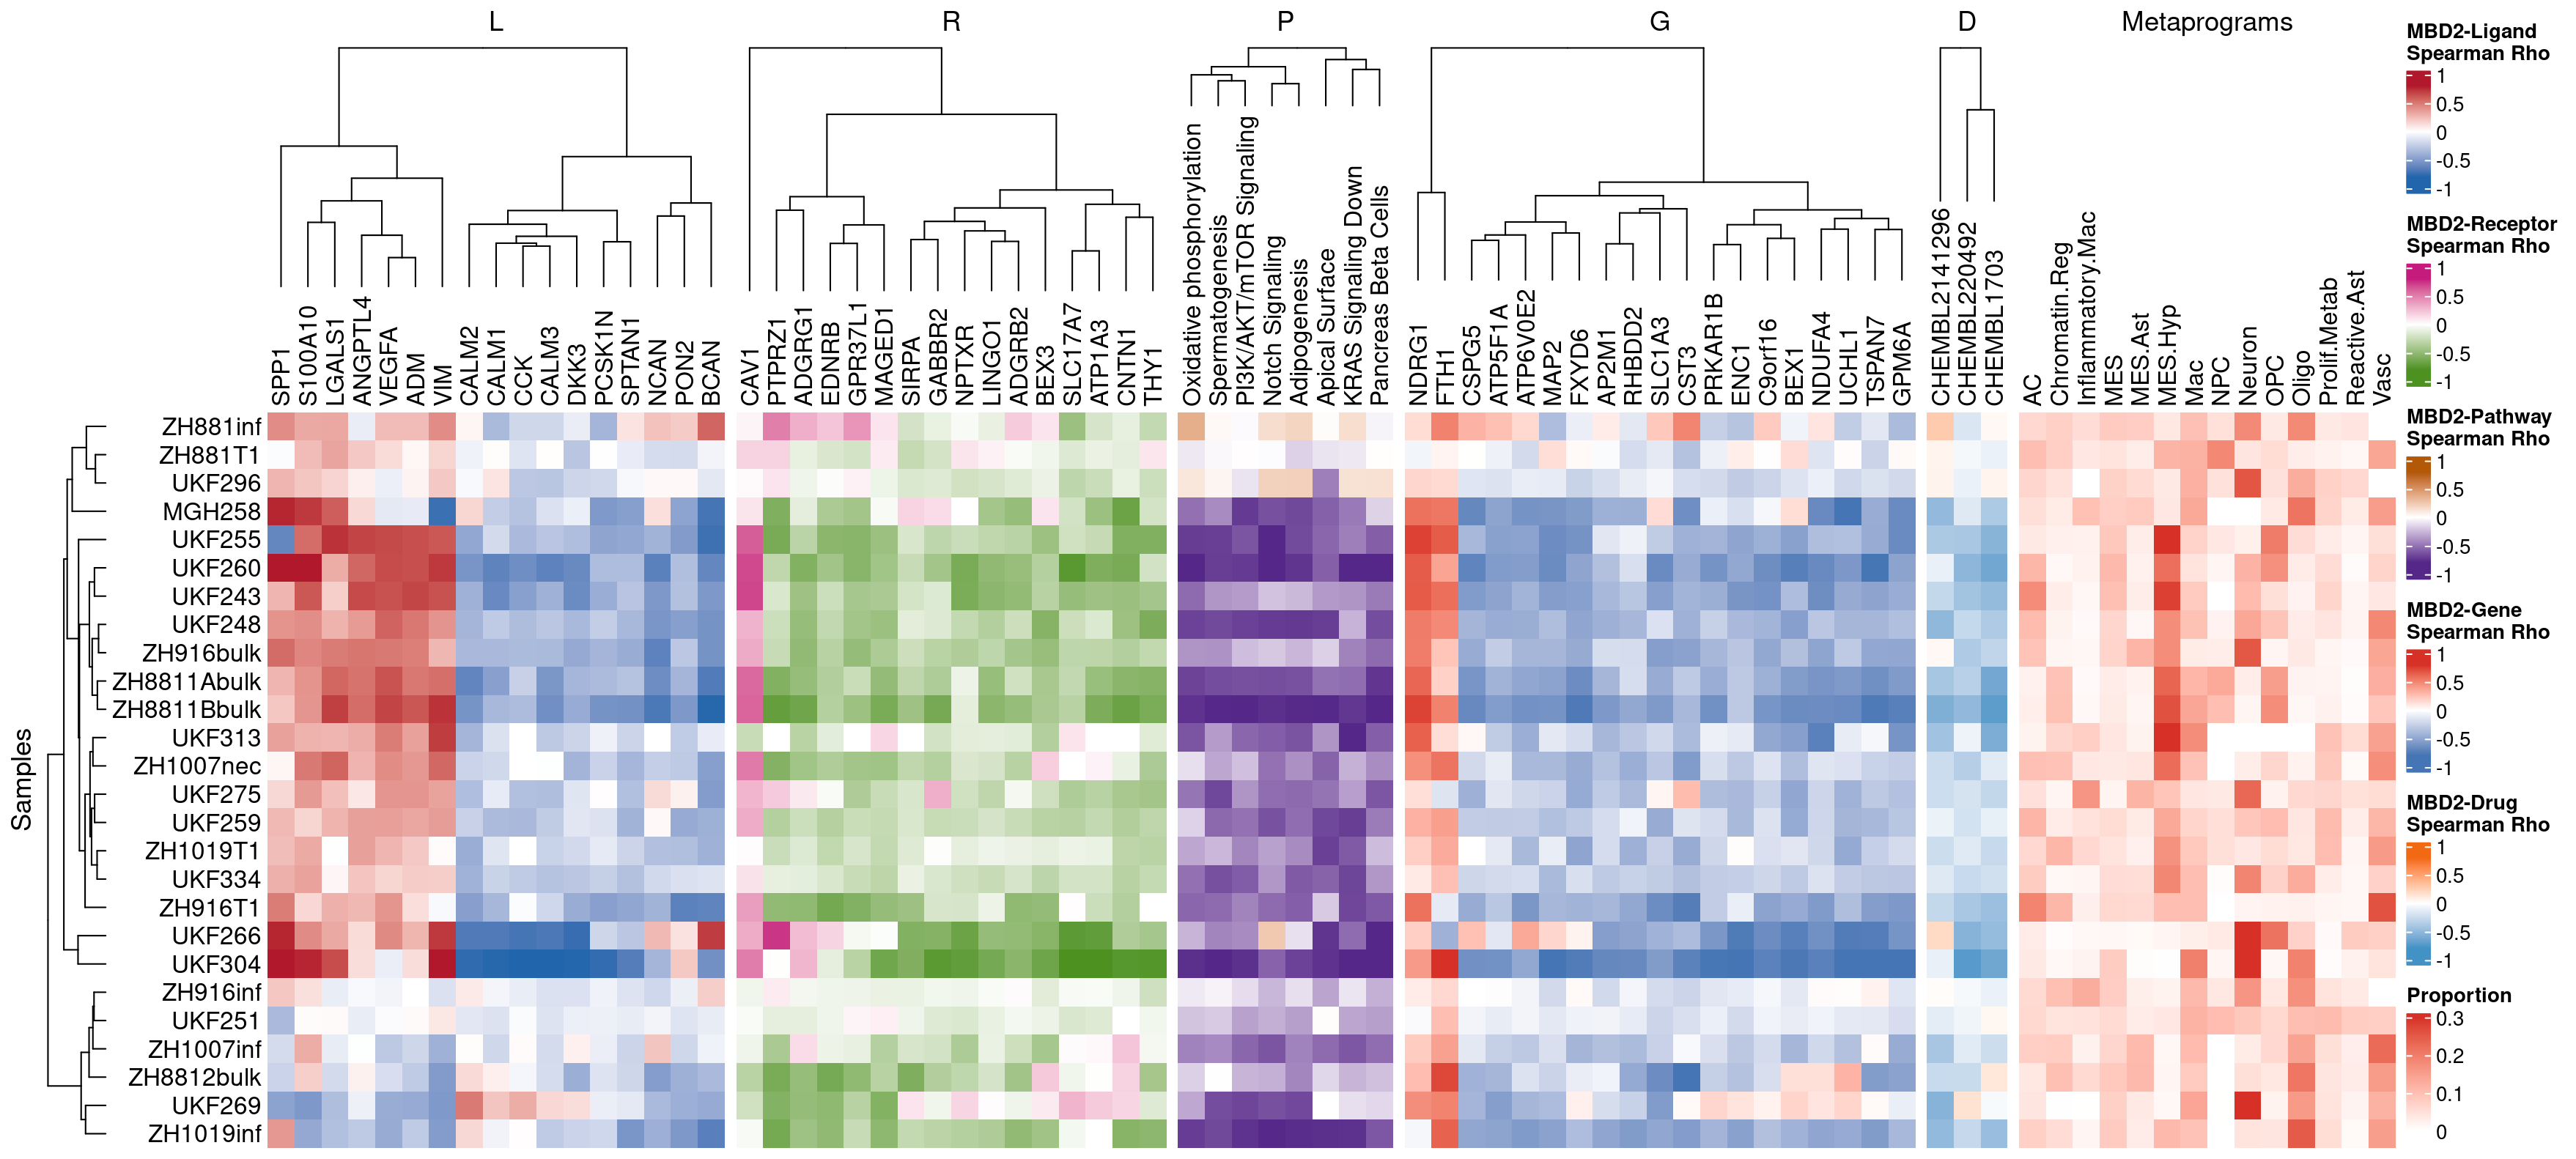 L
R
P
G
D
Metaprograms
SPP1
S100A10
LGALS1
ANGPTL4
VEGFA
ADM
VIM
CALM2
CALM1
CCK
CALM3
DKK3
PCSK1N
SPTAN1
NCAN
PON2
BCAN
CAV1
PTPRZ1
ADGRG1
EDNRB
GPR37L1
MAGED1
SIRPA
GABBR2
NPTXR
LINGO1
ADGRB2
BEX3
SLC17A7
ATP1A3
CNTN1
THY1
Oxidative phosphorylation
Spermatogenesis
PI3K/AKT/mTOR Signaling
Notch Signaling
Adipogenesis
Apical Surface
KRAS Signaling Down
Pancreas Beta Cells
NDRG1
FTH1
CSPG5
ATP5F1A
ATP6V0E2
MAP2
FXYD6
AP2M1
RHBDD2
SLC1A3
CST3
PRKAR1B
ENC1
C9orf16
BEX1
NDUFA4
UCHL1
TSPAN7
GPM6A
CHEMBL2141296
CHEMBL220492
CHEMBL1703
AC
Chromatin.Reg
Inflammatory.Mac
MES
MES.Ast
MES.Hyp
Mac
NPC
Neuron
OPC
Oligo
Prolif.Metab
Reactive.Ast
Vasc
Samples
ZH881inf
ZH881T1
UKF296
MGH258
UKF255
UKF260
UKF243
UKF248
ZH916bulk
ZH8811Abulk
ZH8811Bbulk
UKF313
ZH1007nec
UKF275
UKF259
ZH1019T1
UKF334
ZH916T1
UKF266
UKF304
ZH916inf
UKF251
ZH1007inf
ZH8812bulk
UKF269
ZH1019inf
MBD2-Ligand
Spearman Rho
1
0.5
0
-0.5
-1
MBD2-Receptor
Spearman Rho
1
0.5
0
-0.5
-1
MBD2-Pathway
Spearman Rho
1
0.5
0
-0.5
-1
MBD2-Gene
Spearman Rho
1
0.5
0
-0.5
-1
MBD2-Drug
Spearman Rho
1
0.5
0
-0.5
-1
Proportion
0.3
0.2
0.1
0